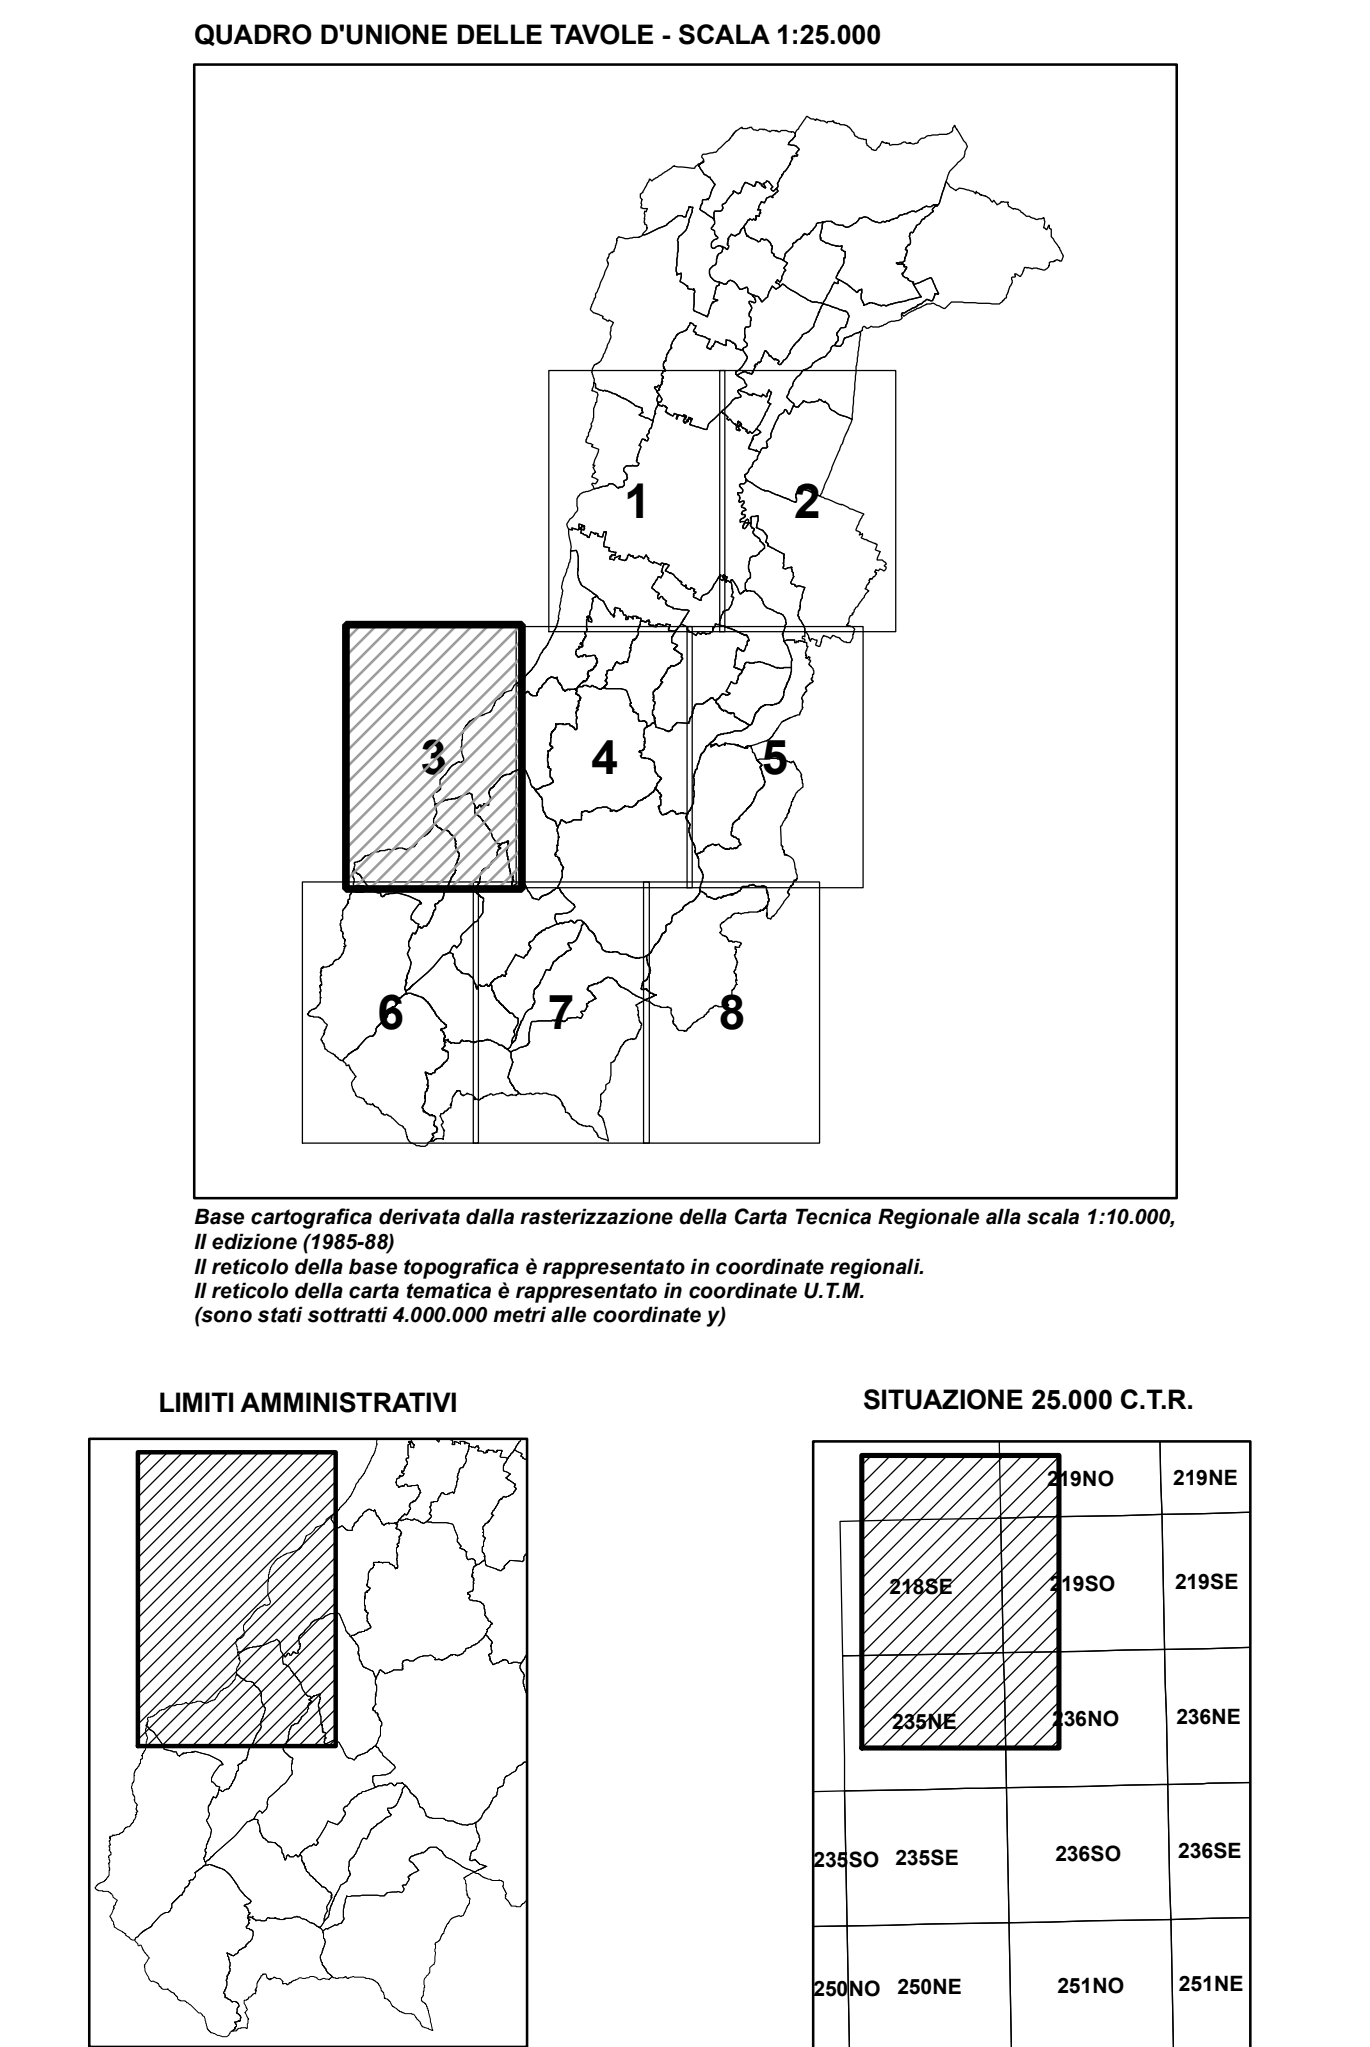 QUADRO D'UNIONE DELLE TAVOLE - SCALA 1:25.000
1
2
3
4
5
6
7
8
Base cartografica derivata dalla rasterizzazione della Carta Tecnica Regionale alla scala 1:10.000,
II edizione (1985-88)
Il reticolo della base topografica è rappresentato in coordinate regionali.
Il reticolo della carta tematica è rappresentato in coordinate U.T.M.
(sono stati sottratti 4.000.000 metri alle coordinate y)
LIMITI AMMINISTRATIVI
SITUAZIONE 25.000 C.T.R.
219NO 219NE
218SE 219SO 219SE
235NE 236NO 236NE
235SO 235SE 236SO 236SE
250NO 250NE 251NO 251NE